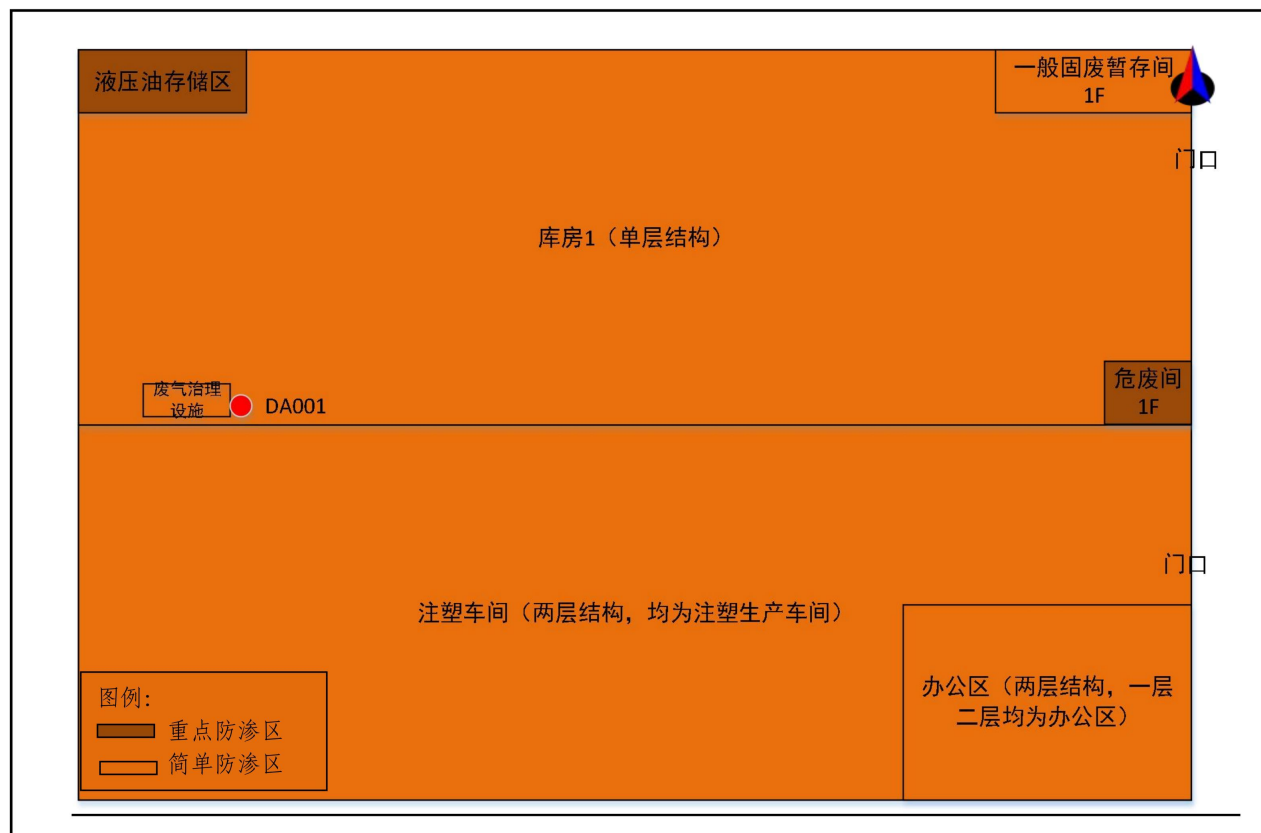 液压油存储区
一般固废暂存间
1F
门口
库房1（单层结构）
废气治理
设施
DA001
危废间
1F
门口
注塑车间（两层结构，均为注塑生产车间）
办公区（两层结构，一层
二层均为办公区）
图例：
重点防渗区
简单防渗区